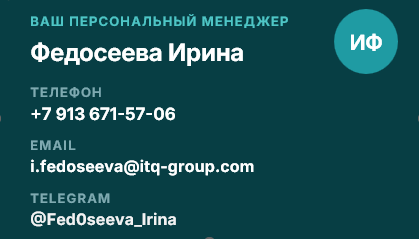 ВАШ ПЕРСОНАЛЬНЫЙ МЕНЕДЖЕР
ИФ
Федосеева Ирина
ТЕЛЕФОН
+7 913 671-57-06
EMAIL
i.fedoseeva@itq-group.com
TELEGRAM
@Fed0seeva_Irina